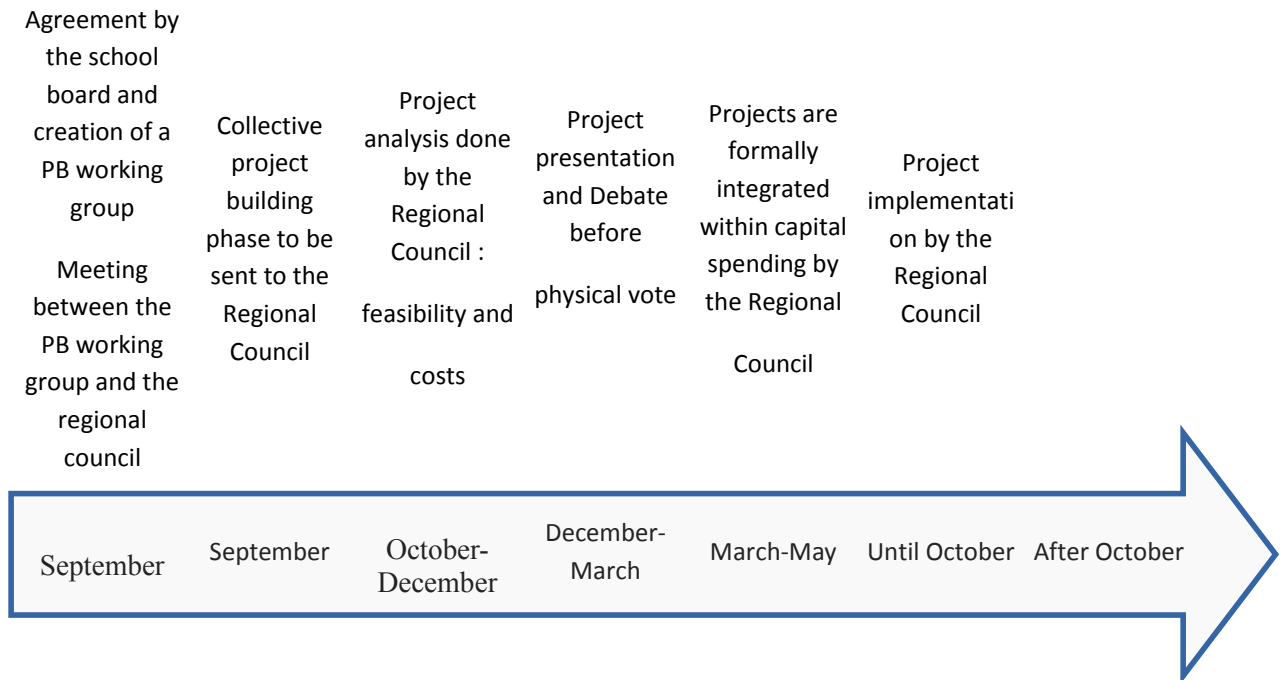 Agreement by
the school
board and
creation of a
PB working
group
Meeting
between the
PB working
group and the
regional
council
Collective
project
building
phase to be
sent to the
Regional
Council
Project
analysis done
by the
Regional
Council :
feasibility and
costs
Project
presentation
and Debate
before
physical vote
Projects are
formally
integrated
within capital
spending by
the Regional
Council
Project
implementati
on by the
Regional
Council
September
September
October-
December
December-
March
March-May
Until October
After October